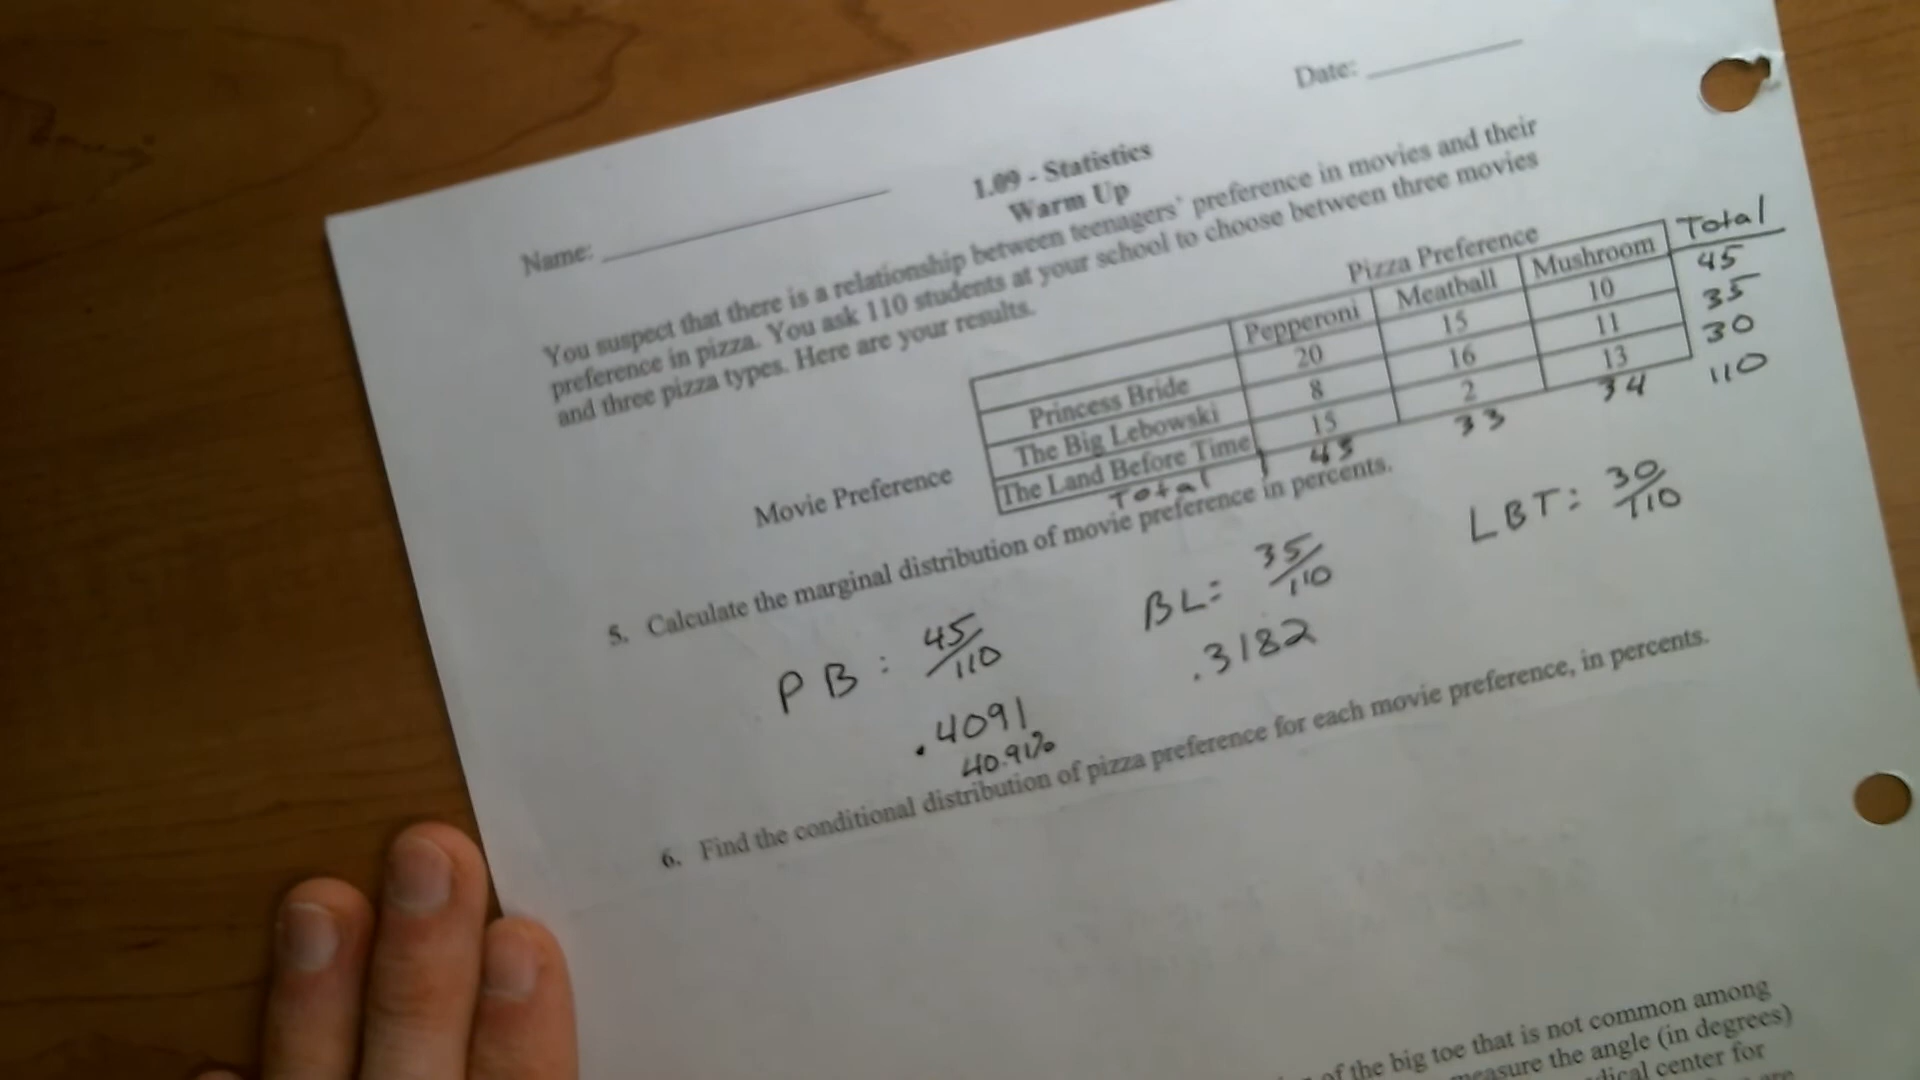 Date:
Name:
1.09 - Statistics
Warm Up
You suspect that there is a relationship between teenagers' preference in movies and their
preference in pizza. You ask 110 students at your school to choose between three movies
and three pizza types. Here are your results.
Pizza Preference
Pepperoni Meatball Mushroom Total
Princess Bride 20 15 10 45
The Big Lebowski 8 16 11 35
The Land Before Time 15 2 13 30
Total 43 33 34 110
Movie Preference
5. Calculate the marginal distribution of movie preference in percents.
PB: 45/110 BL: 35/110 LBT: 30/110
.4091 .3182
40.91%
6. Find the conditional distribution of pizza preference for each movie preference, in percents.
of the big toe that is not common among
measure the angle (in degrees)
center for